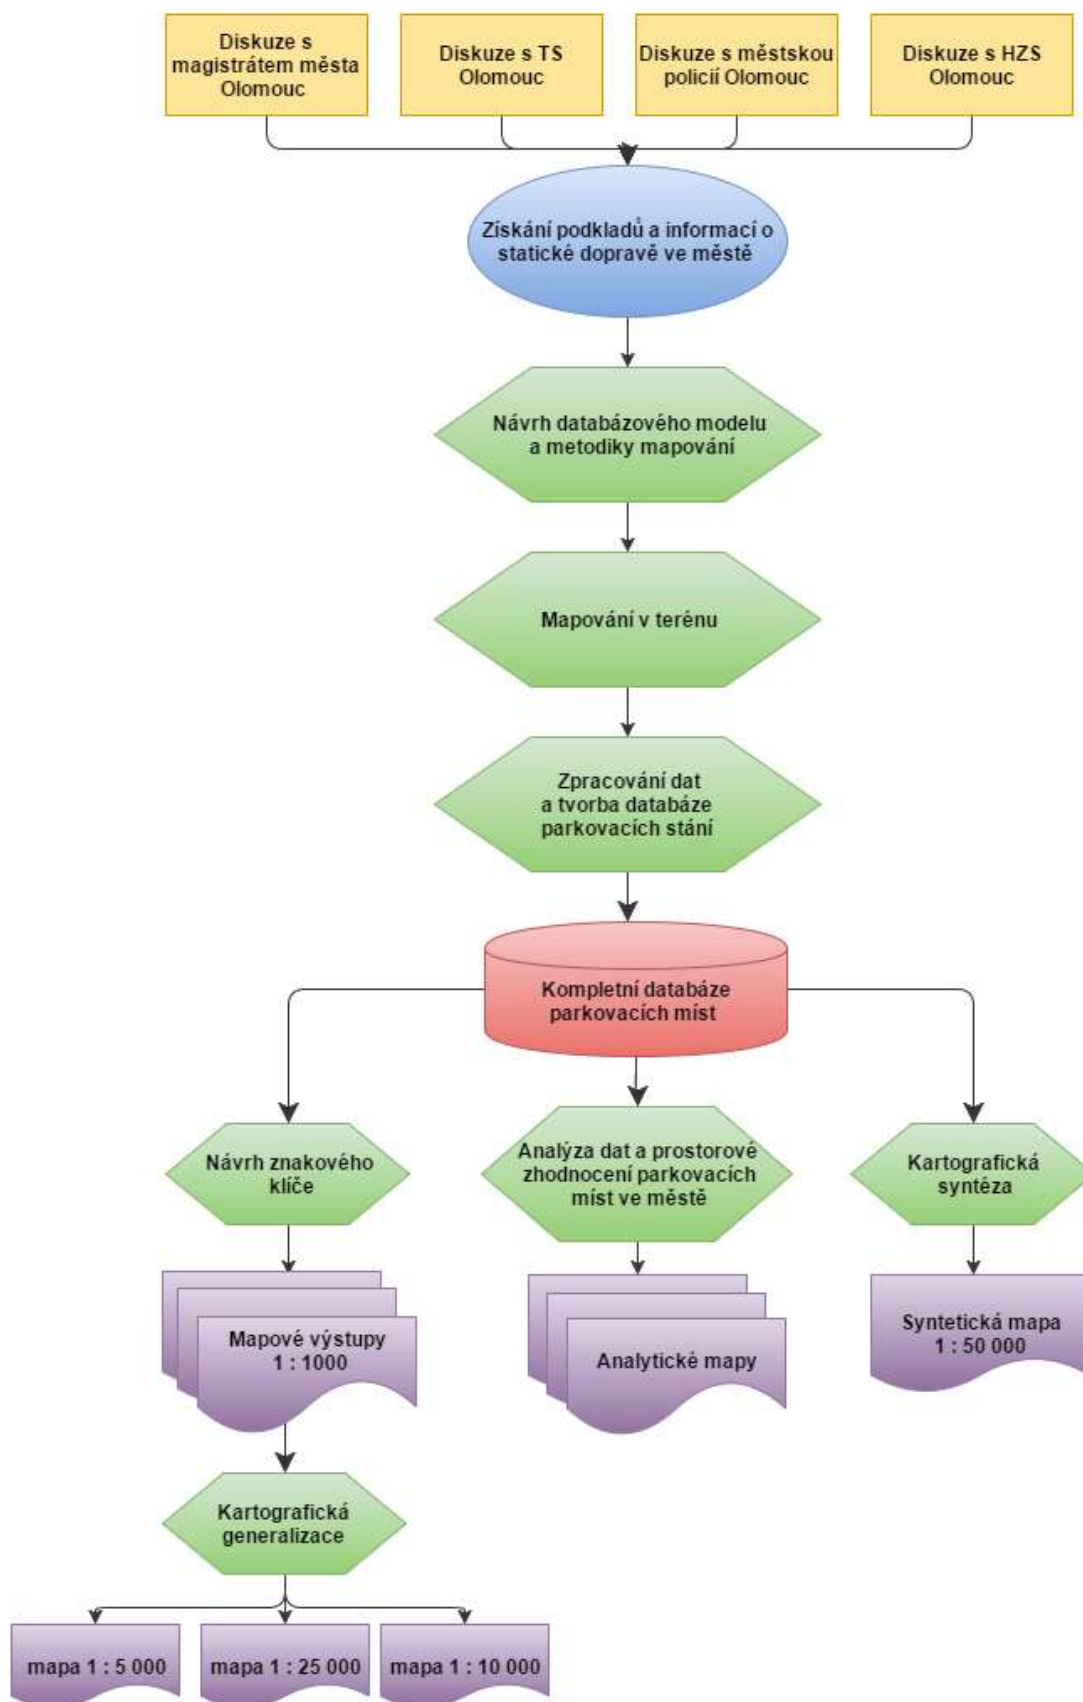 Diskuze s
magistrátem města
Olomouc
Diskuze s TS
Olomouc
Diskuze s městskou
policií Olomouc
Diskuze s HZS
Olomouc
Získání podkladů a informací o
statické dopravě ve městě
Návrh databázového modelu
a metodiky mapování
Mapování v terénu
Zpracování dat
a tvorba databáze
parkovacích stání
Kompletní databáze
parkovacích míst
Návrh znakového
klíče
Analýza dat a prostorové
zhodnocení parkovacích
míst ve městě
Kartografická
syntéza
Mapové výstupy
1 : 1000
Analytické mapy
Syntetická mapa
1 : 50 000
Kartografická
generalizace
mapa 1 : 5 000
mapa 1 : 25 000
mapa 1 : 10 000